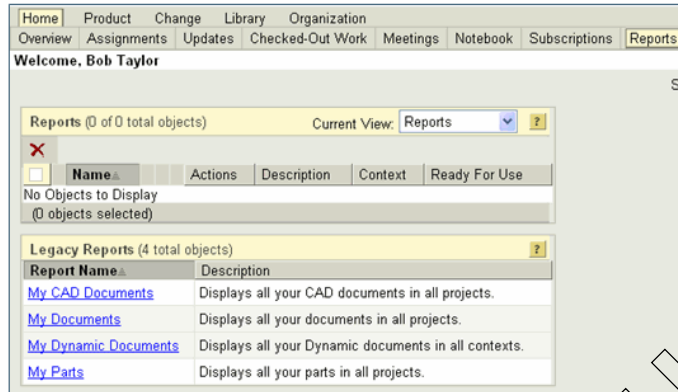 Home Product Change Library Organization
Overview Assignments Updates Checked-Out Work Meetings Notebook Subscriptions Reports
Welcome, Bob Taylor
S
Reports (0 of 0 total objects) Current View: Reports ?
Name Actions Description Context Ready For Use
No Objects to Display
(0 objects selected)
Legacy Reports (4 total objects) ?
Report Name Description
My CAD Documents Displays all your CAD documents in all projects.
My Documents Displays all your documents in all projects.
My Dynamic Documents Displays all your Dynamic documents in all contexts.
My Parts Displays all your parts in all projects.